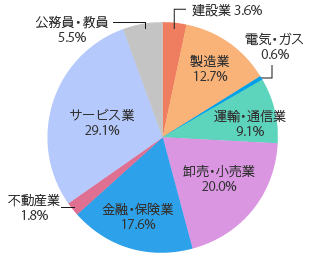 建設業 3.6%
製造業
12.7%
電気・ガス
0.6%
運輸・通信業
9.1%
卸売・小売業
20.0%
金融・保険業
17.6%
不動産業
1.8%
サービス業
29.1%
公務員・教員
5.5%